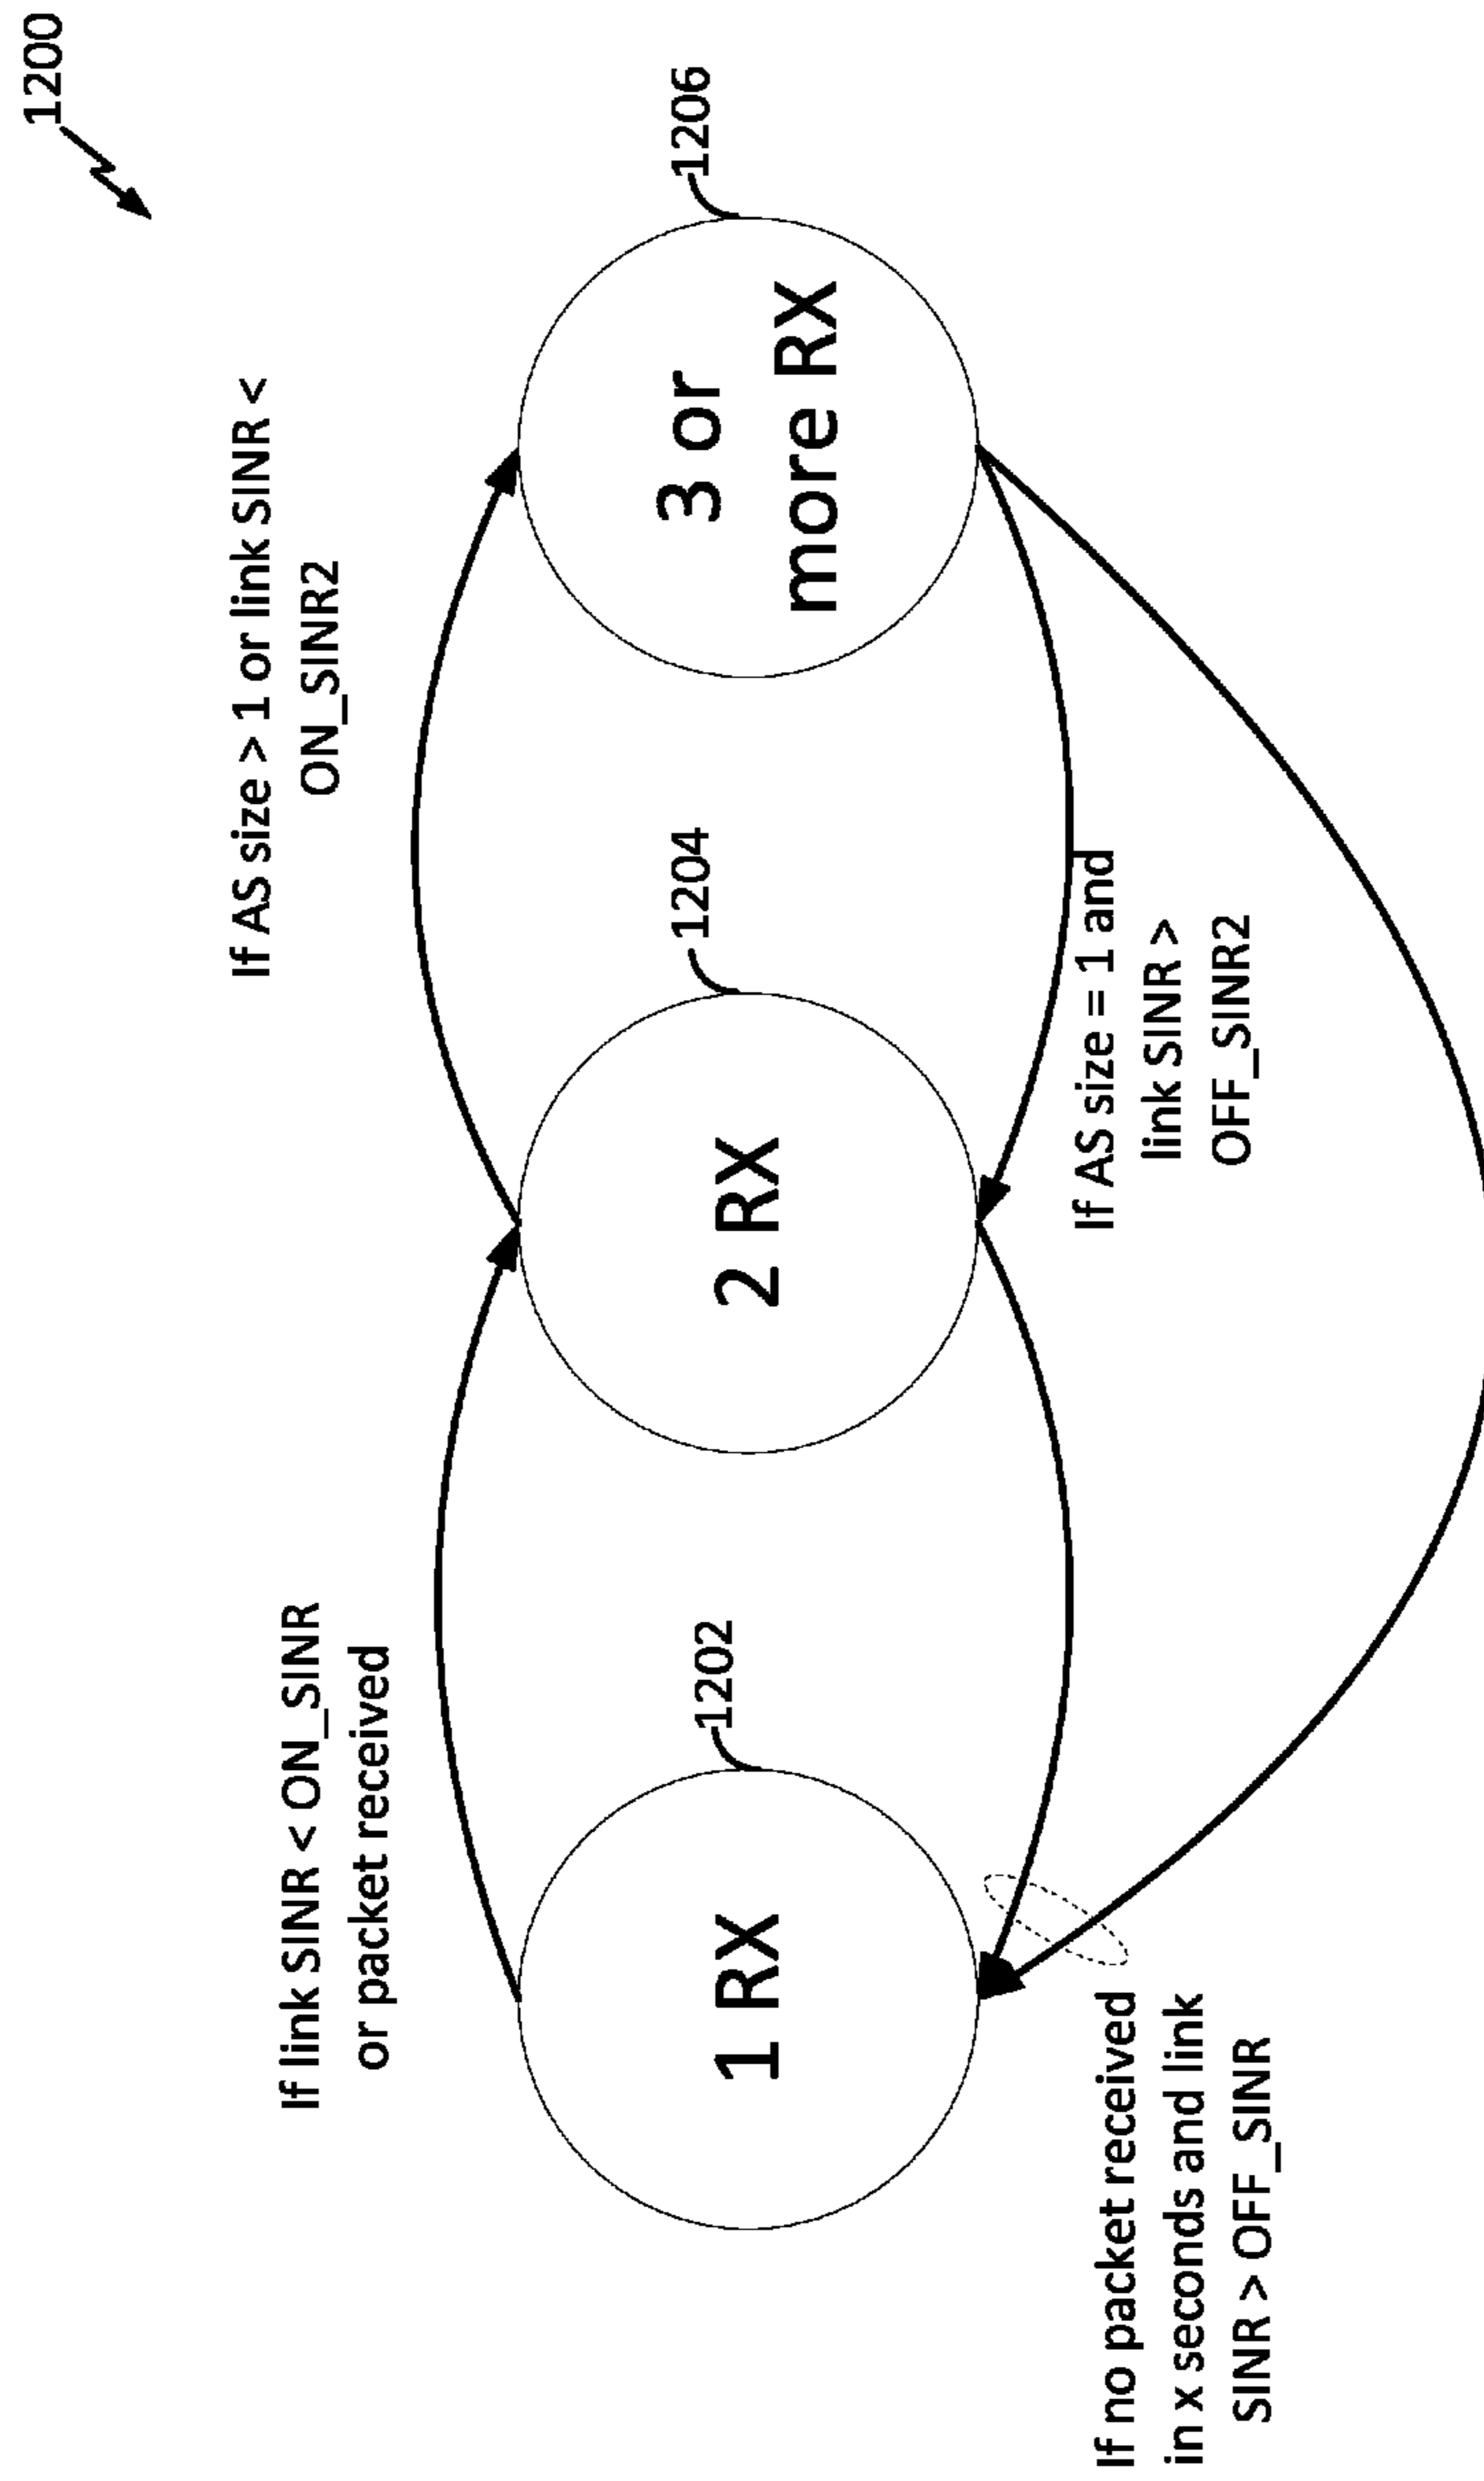 1200
If AS size > 1 or link SINR <
ON_SINR2
If link SINR < ON_SINR
or packet received
1202
1204
1206
1 RX
2 RX
3 or
more RX
If AS size = 1 and
link SINR >
OFF_SINR2
If no packet received
in x seconds and link
SINR > OFF_SINR